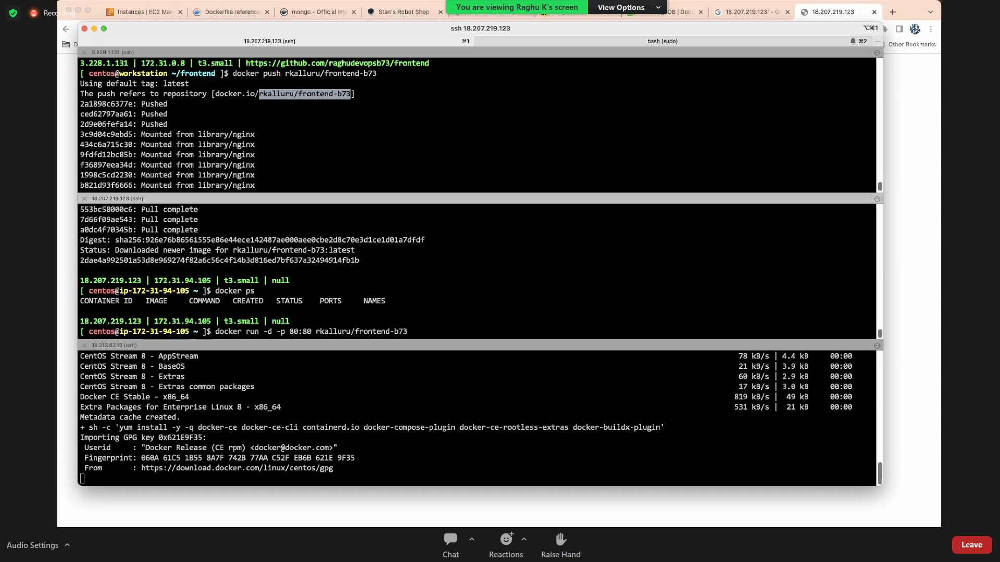 Recording
Instances | EC2 Man
Dockerfile reference
mongo - Official Ima
Stan's Robot Shop
You are viewing Raghu K's screen
View Options
DB | Docu
18.207.219.123' - G
18.207.219.123
ssh 18.207.219.123
⌥⌘1
18.207.219.123 (ssh)
⌘1
bash (sudo)
⌘2
Other Bookmarks
3.228.1.131 (ssh)
3.228.1.131 | 172.31.0.8 | t3.small | https://github.com/raghudevopsb73/frontend
[ centos@workstation ~/frontend ]$ docker push rkalluru/frontend-b73
Using default tag: latest
The push refers to repository [docker.io/rkalluru/frontend-b73]
2a1898c6377e: Pushed
ced62797aa61: Pushed
2d9e06fefa14: Pushed
3c9d04c9ebd5: Mounted from library/nginx
434c6a715c30: Mounted from library/nginx
9fdfd12bc85b: Mounted from library/nginx
f36897eea34d: Mounted from library/nginx
1998c5cd2230: Mounted from library/nginx
b821d93f6666: Mounted from library/nginx
18.207.219.123 (ssh)
553bc58000c6: Pull complete
7d66f09ae543: Pull complete
a0dc4f70345b: Pull complete
Digest: sha256:926e76b86561555e86e44ece142487ae000aee0cbe2d8c70e3d1ce1d01a7dfdf
Status: Downloaded newer image for rkalluru/frontend-b73:latest
2dae4a992501a53d8e969274f82a6c56c4f14b3d816ed7bf637a32494914fb1b
18.207.219.123 | 172.31.94.105 | t3.small | null
[ centos@ip-172-31-94-105 ~ ]$ docker ps
CONTAINER ID IMAGE COMMAND CREATED STATUS PORTS NAMES
18.207.219.123 | 172.31.94.105 | t3.small | null
[ centos@ip-172-31-94-105 ~ ]$ docker run -d -p 80:80 rkalluru/frontend-b73
18.212.67.15 (ssh)
CentOS Stream 8 - AppStream 78 kB/s | 4.4 kB 00:00
CentOS Stream 8 - BaseOS 21 kB/s | 3.9 kB 00:00
CentOS Stream 8 - Extras 60 kB/s | 2.9 kB 00:00
CentOS Stream 8 - Extras common packages 17 kB/s | 3.0 kB 00:00
Docker CE Stable - x86_64 819 kB/s | 49 kB 00:00
Extra Packages for Enterprise Linux 8 - x86_64 531 kB/s | 21 kB 00:00
Metadata cache created.
+ sh -c 'yum install -y -q docker-ce docker-ce-cli containerd.io docker-compose-plugin docker-ce-rootless-extras docker-buildx-plugin'
Importing GPG key 0x621E9F35:
Userid : "Docker Release (CE rpm) <docker@docker.com>"
Fingerprint: 060A 61C5 1B55 8A7F 742B 77AA C52F EB6B 621E 9F35
From : https://download.docker.com/linux/centos/gpg
Audio Settings
Chat
Reactions
Raise Hand
Leave